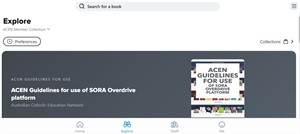 Search for a book
Explore
ACEN Member Collection
Preferences
Collections
ACEN GUIDELINES FOR USE
ACEN Guidelines for use of SORA Overdrive
platform
Australian Catholic Education Network
ACEN
GUIDELINES
FOR USE
OF SORA
OVERDRIVE
PLATFORM
Home
Explore
Shelf
Me